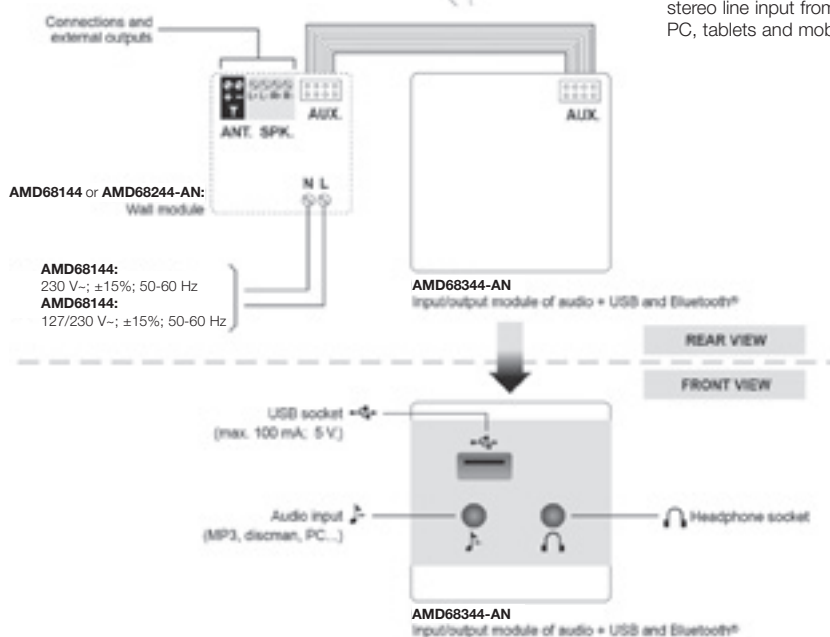 stereo line input from
PC, tablets and mob
Connections and
external outputs
AUX.
AUX.
ANT. SPK.
T
N L
AMD68144 or AMD68244-AN:
Wall module
AMD68144:
230 V~; ±15%; 50-60 Hz
AMD68144:
127/230 V~; ±15%; 50-60 Hz
AMD68344-AN
Input/output module of audio + USB and Bluetooth®
REAR VIEW
FRONT VIEW
USB socket
(max. 100 mA; 5 V.)
Audio input
(MP3, discman, PC...)
Headphone socket
AMD68344-AN
Input/output module of audio + USB and Bluetooth®